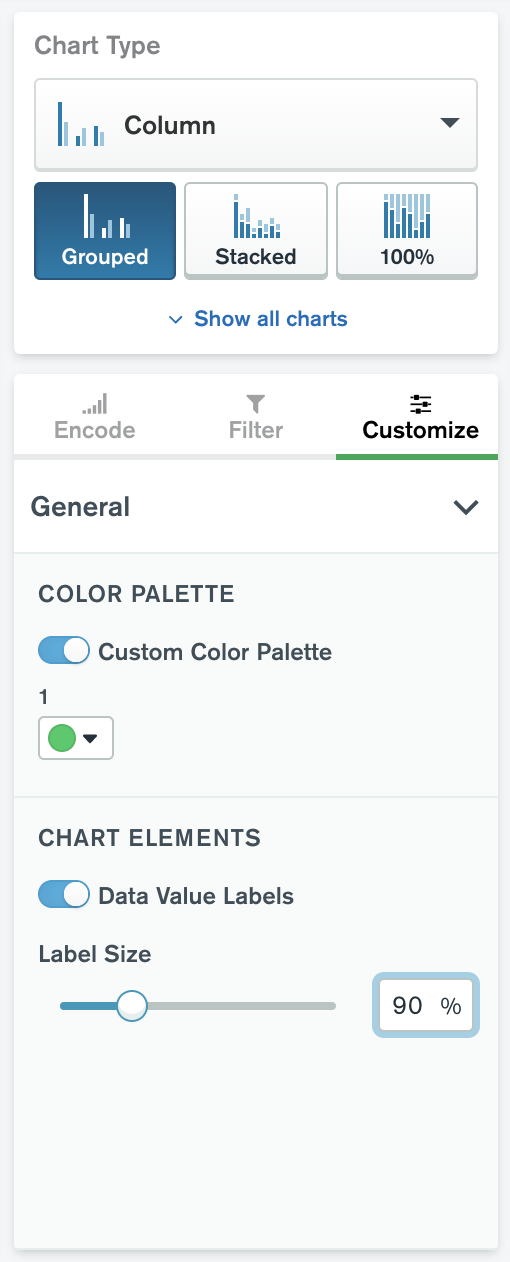 Chart Type
Column
Grouped Stacked 100%
Show all charts
Encode Filter Customize
General
COLOR PALETTE
Custom Color Palette
1
CHART ELEMENTS
Data Value Labels
Label Size
90 %